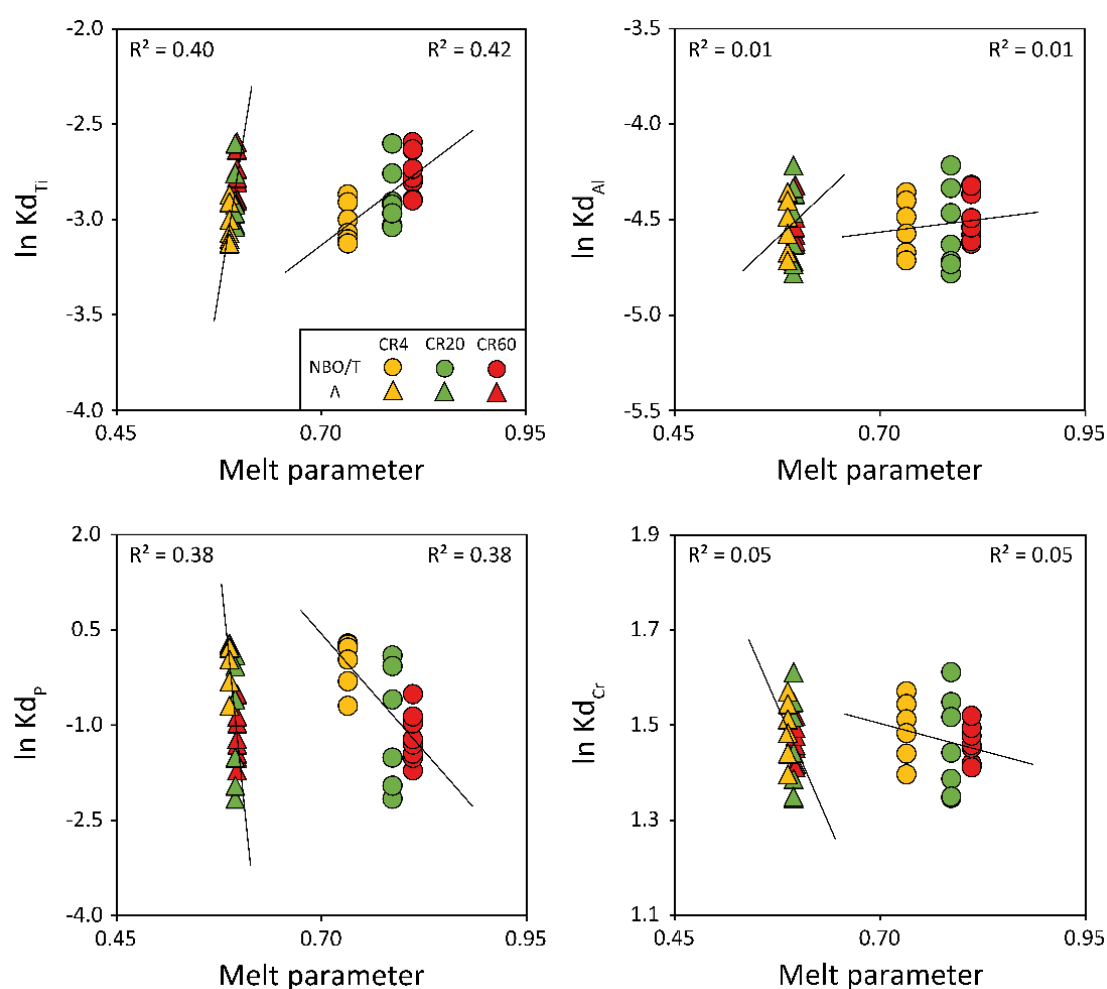 -2.0
R² = 0.40 R² = 0.42
-2.5
-3.0
-3.5
-4.0
ln Kd_Ti
CR4 CR20 CR60
NBO/T
Λ
0.45 0.70 0.95
Melt parameter
-3.5
R² = 0.01 R² = 0.01
-4.0
-4.5
-5.0
-5.5
ln Kd_Al
0.45 0.70 0.95
Melt parameter
2.0
R² = 0.38 R² = 0.38
0.5
-1.0
-2.5
-4.0
ln Kd_P
0.45 0.70 0.95
Melt parameter
1.9
R² = 0.05 R² = 0.05
1.7
1.5
1.3
1.1
ln Kd_Cr
0.45 0.70 0.95
Melt parameter